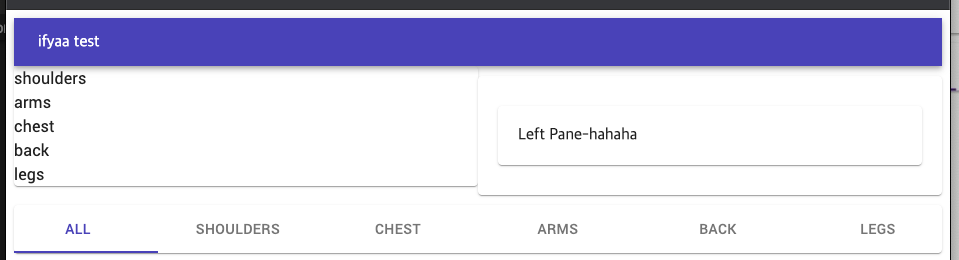 ifyaa test
shoulders
arms
chest
back
legs
Left Pane-hahaha
ALL SHOULDERS CHEST ARMS BACK LEGS